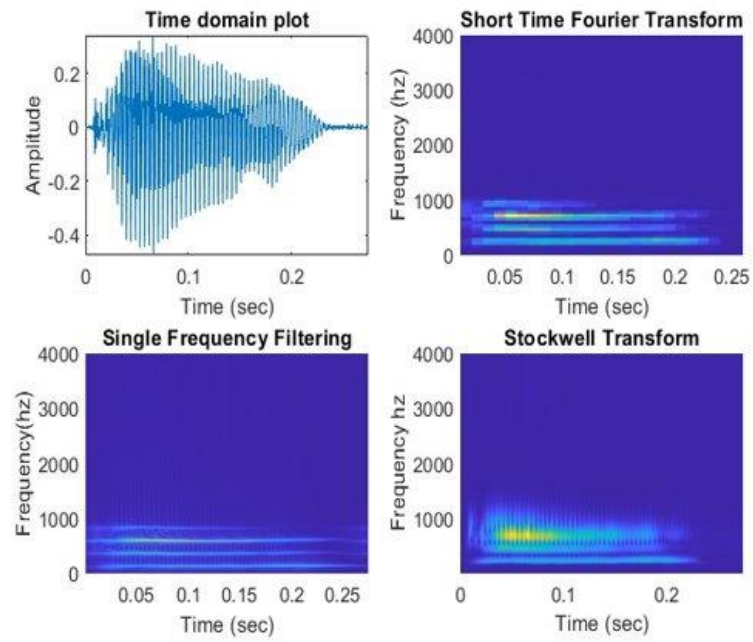 Time domain plot
Amplitude
0.2
0
-0.2
-0.4
0 0.1 0.2
Time (sec)
Short Time Fourier Transform
Frequency (hz)
4000
3000
2000
1000
0
0.05 0.1 0.15 0.2 0.25
Time (sec)
Single Frequency Filtering
Frequency(hz)
4000
3000
2000
1000
0
0.05 0.1 0.15 0.2 0.25
Time (sec)
Stockwell Transform
Frequency hz
4000
3000
2000
1000
0
0 0.1 0.2
Time (sec)